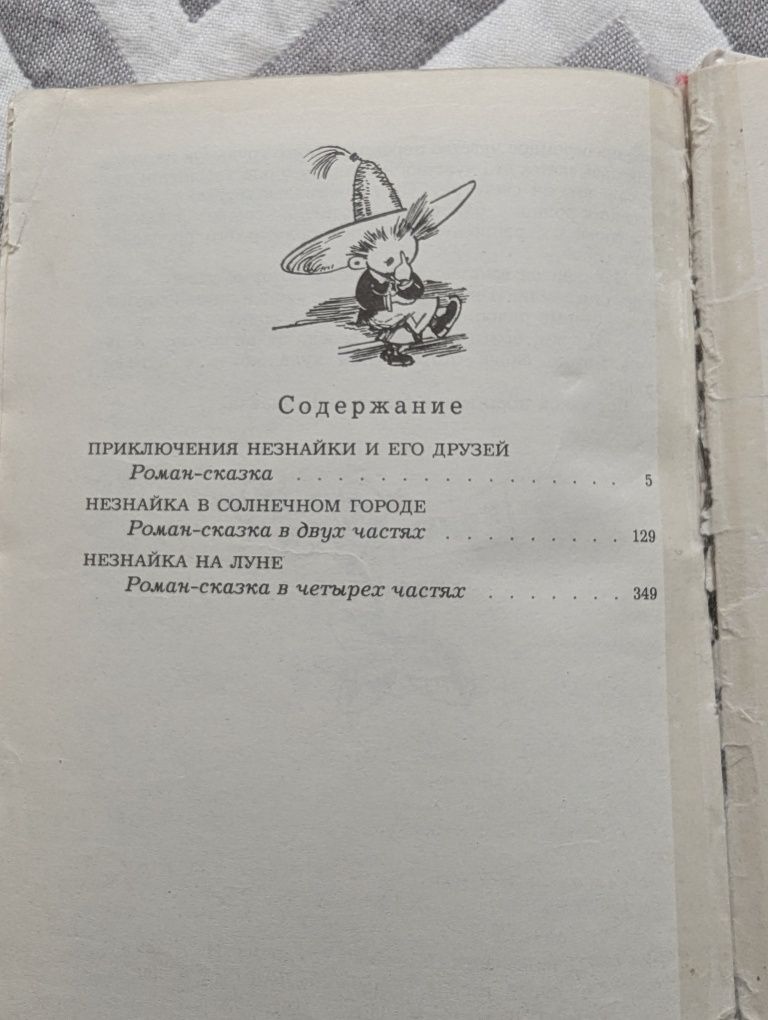 Содержание
ПРИКЛЮЧЕНИЯ НЕЗНАЙКИ И ЕГО ДРУЗЕЙ
Роман-сказка . . . . . . . . . . . . . . . . . 5
НЕЗНАЙКА В СОЛНЕЧНОМ ГОРОДЕ
Роман-сказка в двух частях . . . . . . . . . 129
НЕЗНАЙКА НА ЛУНЕ
Роман-сказка в четырех частях . . . . . . . 349